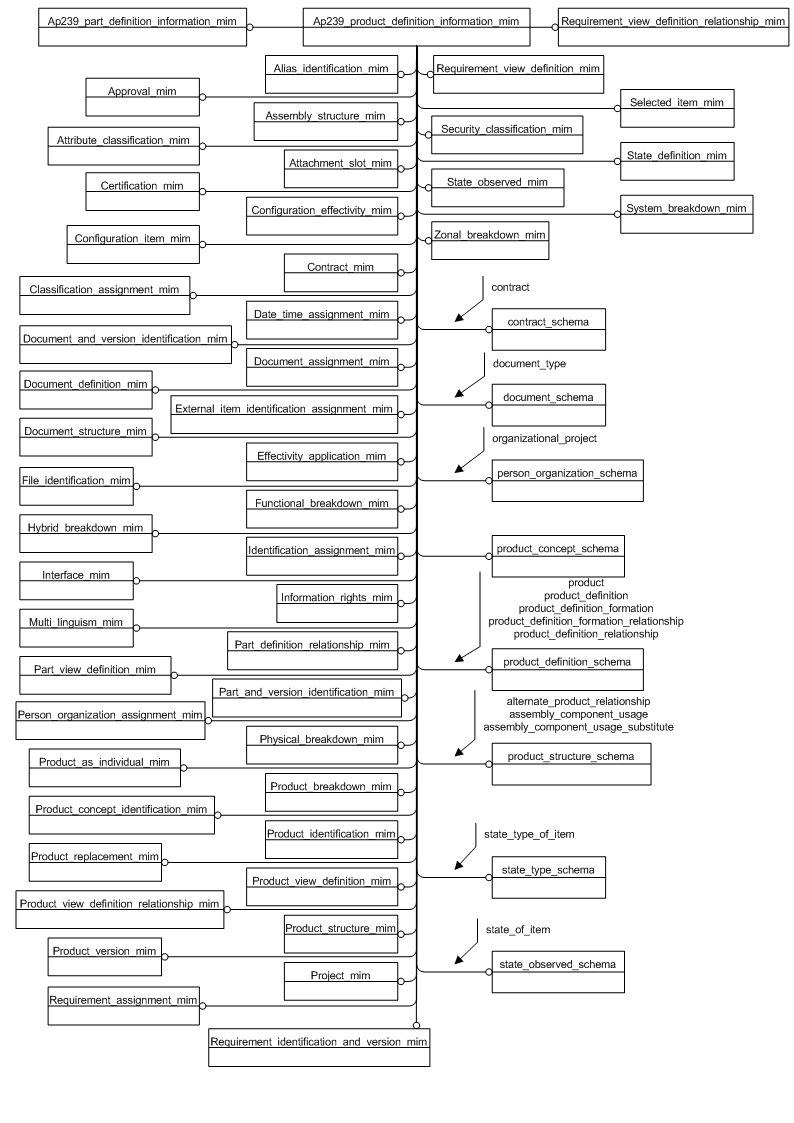 Ap239_part_definition_information_mim
Ap239_product_definition_information_mim
Requirement_view_definition_relationship_mim
Alias_identification_mim
Requirement_view_definition_mim
Approval_mim
Selected_item_mim
Assembly_structure_mim
Security_classification_mim
Attribute_classification_mim
State_definition_mim
Attachment_slot_mim
Certification_mim
State_observed_mim
Configuration_effectivity_mim
System_breakdown_mim
Configuration_item_mim
Zonal_breakdown_mim
Contract_mim
Classification_assignment_mim
contract
Date_time_assignment_mim
contract_schema
Document_and_version_identification_mim
Document_assignment_mim
document_type
Document_definition_mim
document_schema
External_item_identification_assignment_mim
Document_structure_mim
organizational_project
Effectivity_application_mim
person_organization_schema
File_identification_mim
Functional_breakdown_mim
Hybrid_breakdown_mim
Identification_assignment_mim
product_concept_schema
Interface_mim
product
product_definition
product_definition_formation
product_definition_formation_relationship
product_definition_relationship
Information_rights_mim
Multi_linguism_mim
Part_definition_relationship_mim
product_definition_schema
Part_view_definition_mim
Part_and_version_identification_mim
alternate_product_relationship
assembly_component_usage
assembly_component_usage_substitute
Person_organization_assignment_mim
Physical_breakdown_mim
product_structure_schema
Product_as_individual_mim
Product_breakdown_mim
Product_concept_identification_mim
Product_identification_mim
state_type_of_item
Product_replacement_mim
state_type_schema
Product_view_definition_mim
Product_view_definition_relationship_mim
Product_structure_mim
state_of_item
Product_version_mim
state_observed_schema
Project_mim
Requirement_assignment_mim
Requirement_identification_and_version_mim